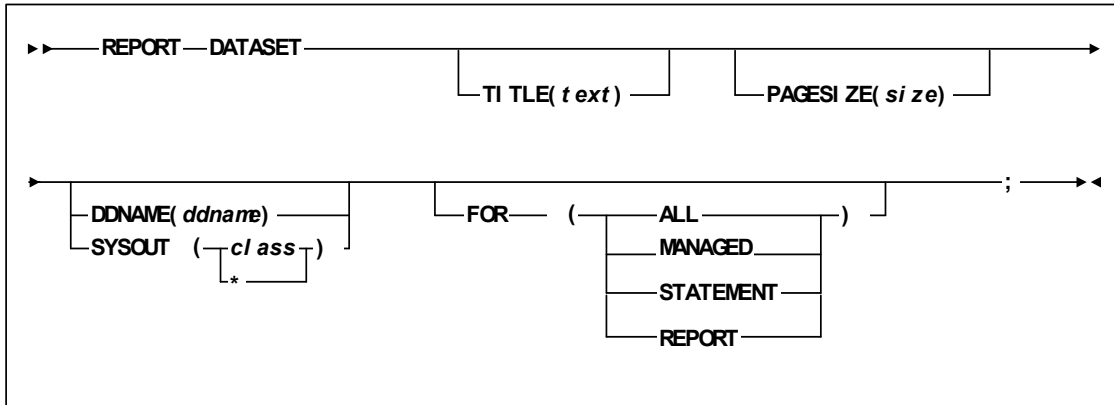 REPORT DATASET
TITLE(text) PAGESIZE(size)
;
DDNAME(ddname) FOR ( ALL )
SYSOUT ( class ) MANAGED
* STATEMENT
REPORT